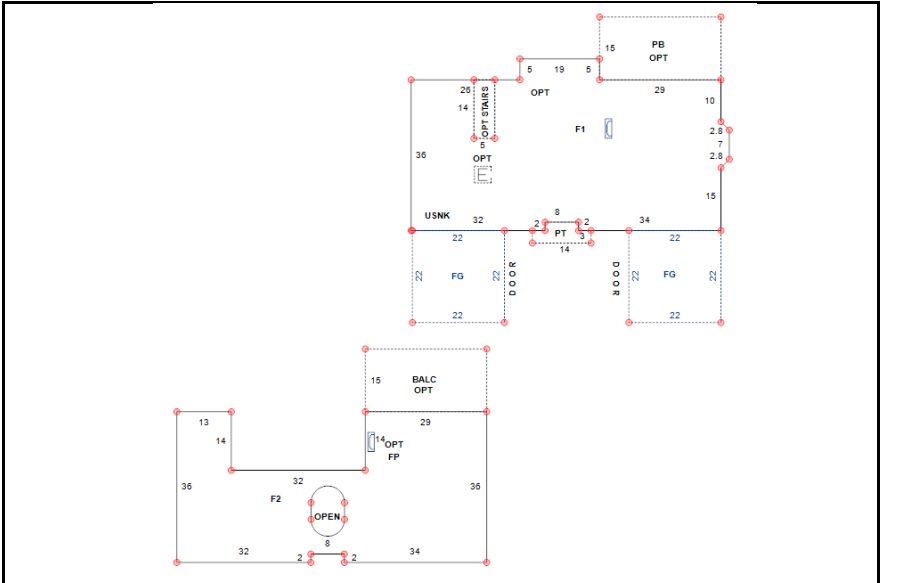 15
PB
OPT
5
19
5
26
OPT
29
14
OPT STAIRS
10
F1
2.8
7
2.8
36
5
OPT
E
15
USNK
32
8
2
2
34
22
PT
3
22
14
22
FG
22
DOOR
DOOR
22
FG
22
22
22
15
BALC
OPT
13
29
14
14
OPT
FP
32
36
36
F2
OPEN
8
32
2
2
34